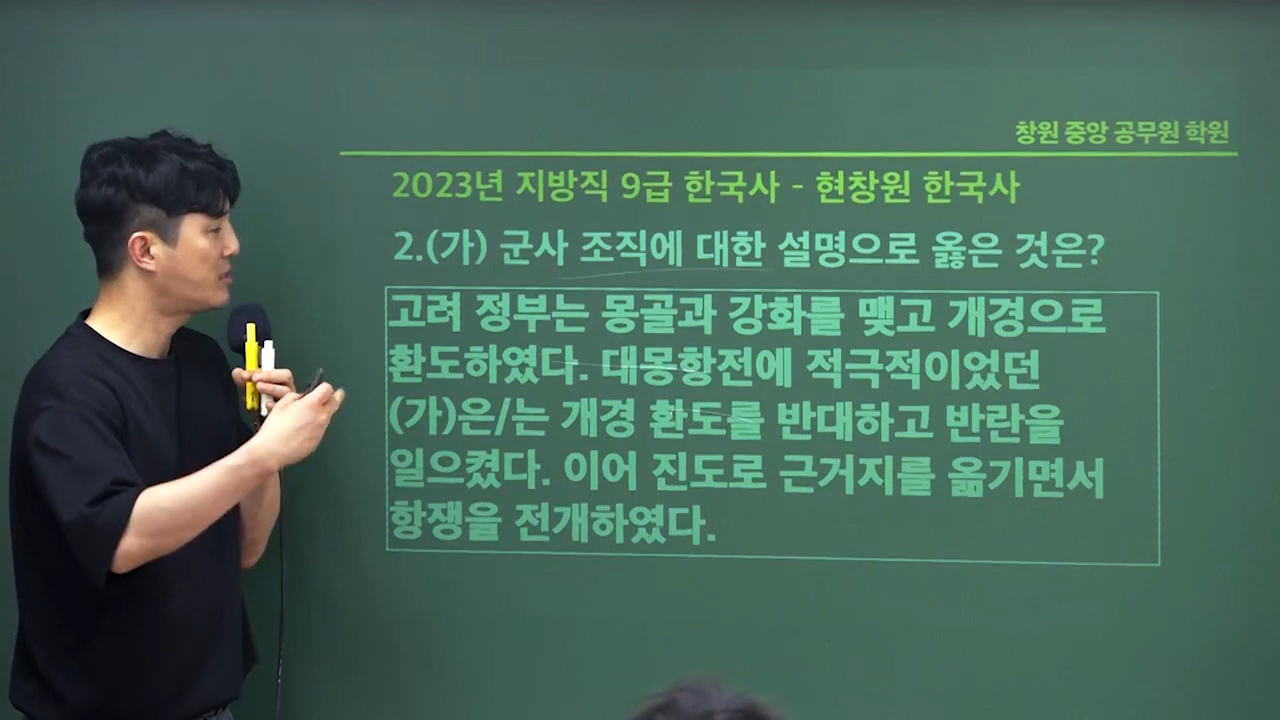 창원 중앙 공무원 학원
2023년 지방직 9급 한국사 - 현창원 한국사
2.(가) 군사 조직에 대한 설명으로 옳은 것은?
고려 정부는 몽골과 강화를 맺고 개경으로
환도하였다. 대몽항전에 적극적이었던
(가)은/는 개경 환도를 반대하고 반란을
일으켰다. 이어 진도로 근거지를 옮기면서
항쟁을 전개하였다.